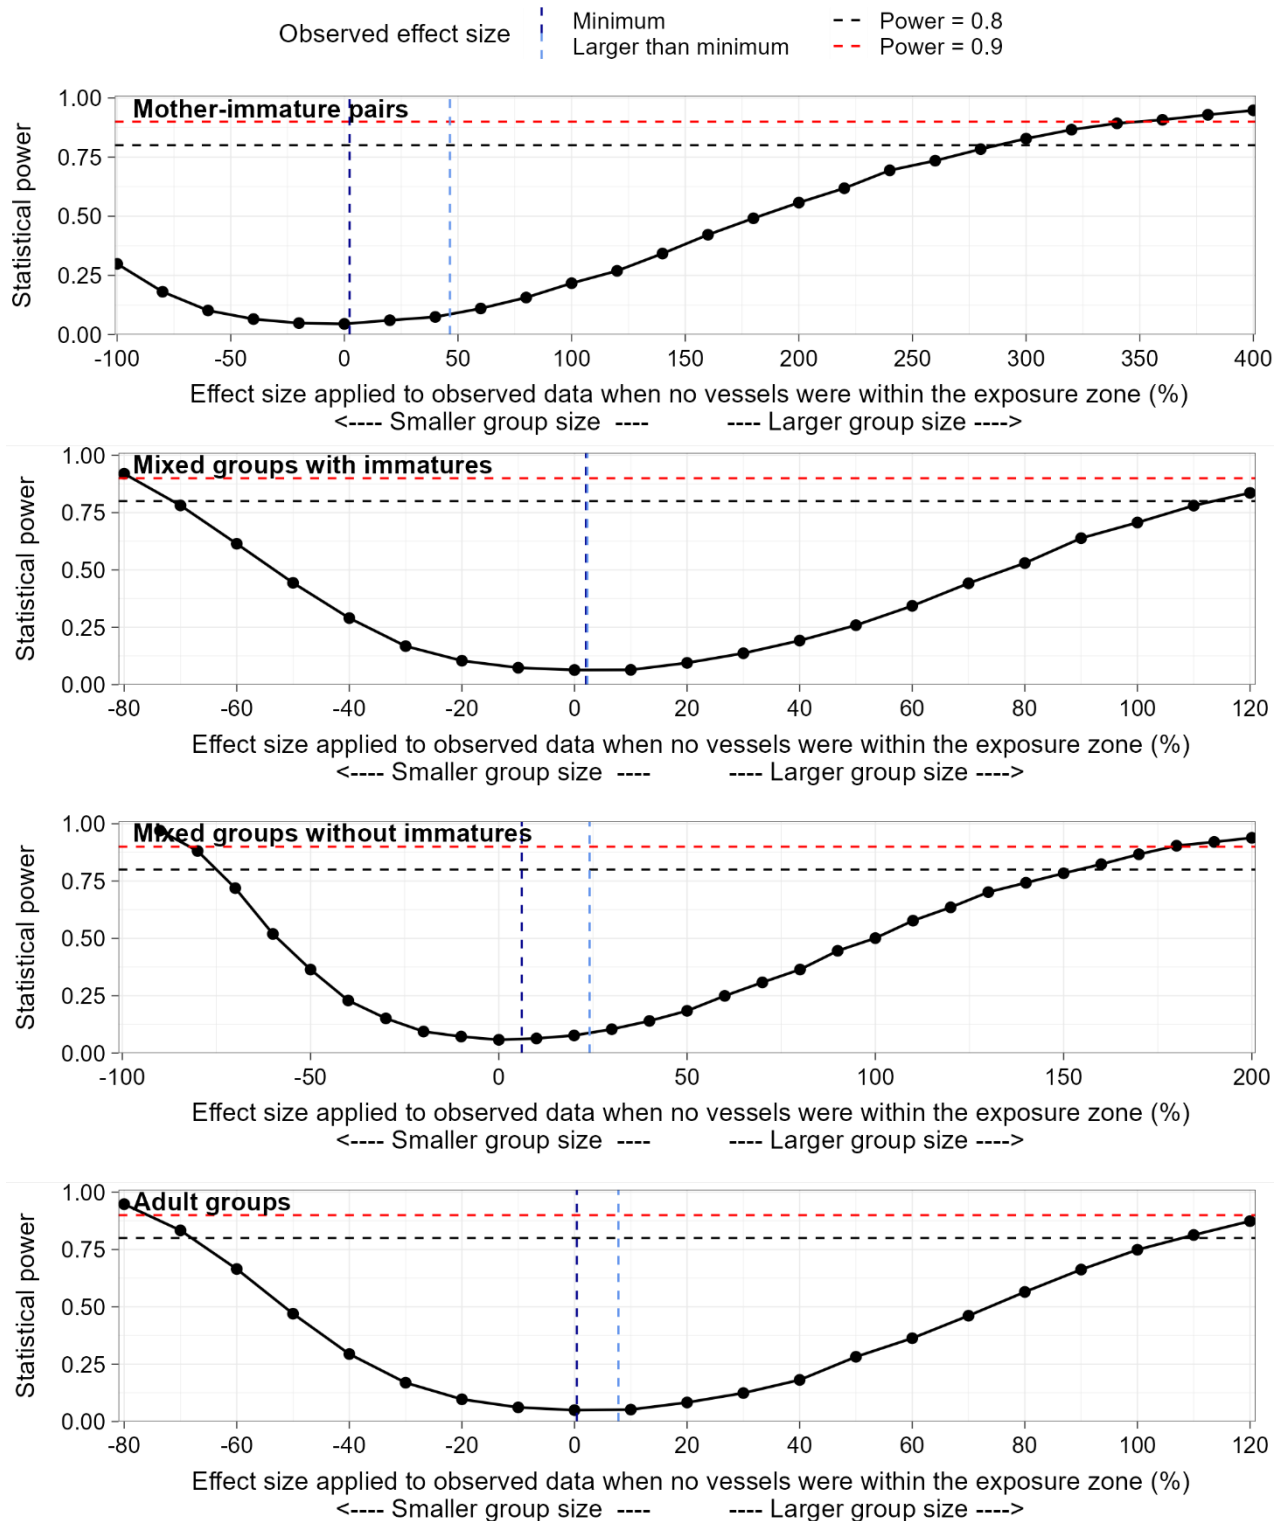 Observed effect size
Minimum
Larger than minimum
Power = 0.8
Power = 0.9
Mother-immature pairs
Statistical power
1.00
0.75
0.50
0.25
0.00
-100 -50 0 50 100 150 200 250 300 350 400
Effect size applied to observed data when no vessels were within the exposure zone (%)
<---- Smaller group size ---- ---- Larger group size ---->
Mixed groups with immatures
Statistical power
1.00
0.75
0.50
0.25
0.00
-80 -60 -40 -20 0 20 40 60 80 100 120
Effect size applied to observed data when no vessels were within the exposure zone (%)
<---- Smaller group size ---- ---- Larger group size ---->
Mixed groups without immatures
Statistical power
1.00
0.75
0.50
0.25
0.00
-100 -50 0 50 100 150 200
Effect size applied to observed data when no vessels were within the exposure zone (%)
<---- Smaller group size ---- ---- Larger group size ---->
Adult groups
Statistical power
1.00
0.75
0.50
0.25
0.00
-80 -60 -40 -20 0 20 40 60 80 100 120
Effect size applied to observed data when no vessels were within the exposure zone (%)
<---- Smaller group size ---- ---- Larger group size ---->